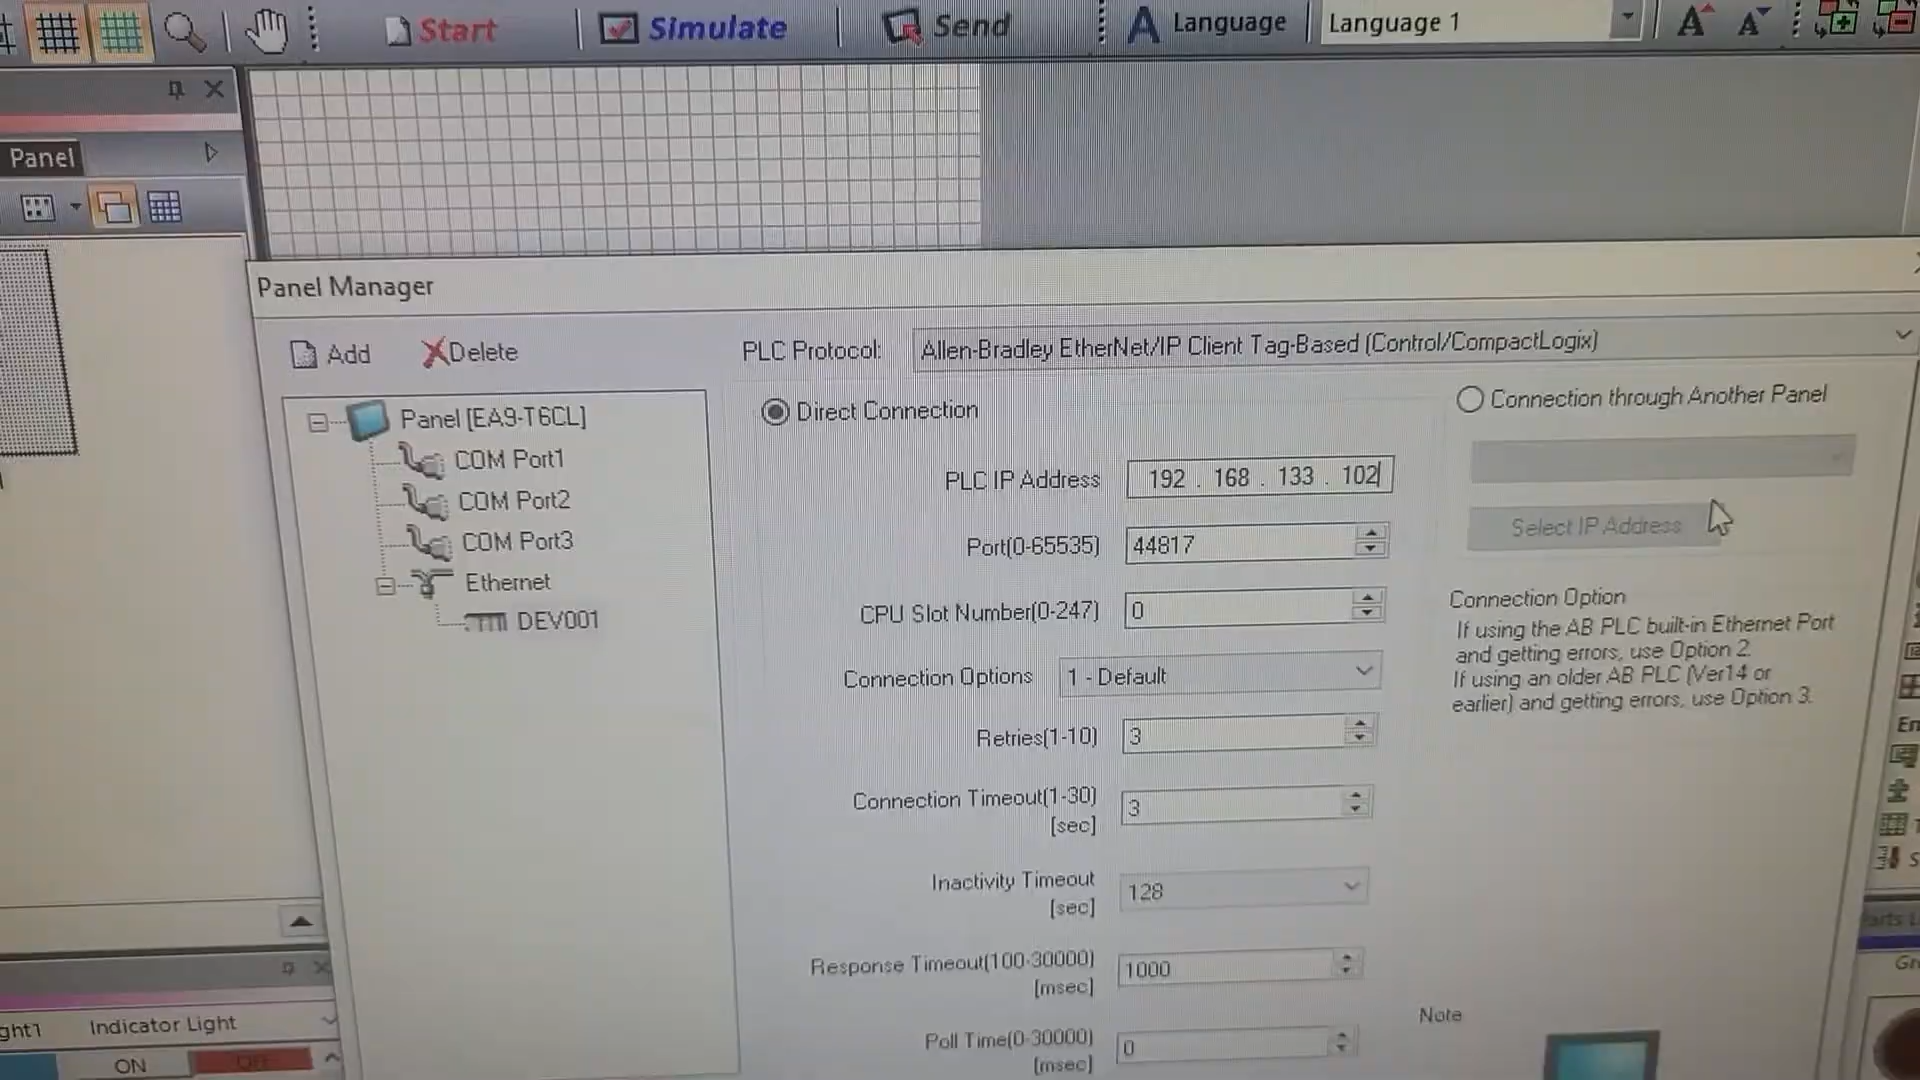 Start
Simulate
Send
Language
Language 1
Panel
Panel Manager
Add
Delete
PLC Protocol:
Allen-Bradley EtherNet/IP Client Tag-Based (Control/CompactLogix)
Panel [EA9-T6CL]
COM Port1
COM Port2
COM Port3
Ethernet
DEV001
Direct Connection
PLC IP Address
192 . 168 . 133 . 102
Port(0-65535)
44817
CPU Slot Number(0-247)
0
Connection Options
1 - Default
Retries(1-10)
3
Connection Timeout(1-30)
[sec]
3
Inactivity Timeout
[sec]
128
Response Timeout(100-30000)
[msec]
1000
Poll Time(0-30000)
[msec]
0
Connection through Another Panel
Select IP Address
Connection Option
If using the AB PLC built-in Ethernet Port
and getting errors, use Option 2.
If using an older AB PLC (Ver14 or
earlier) and getting errors, use Option 3.
Note
ght1
Indicator Light
ON
OFF